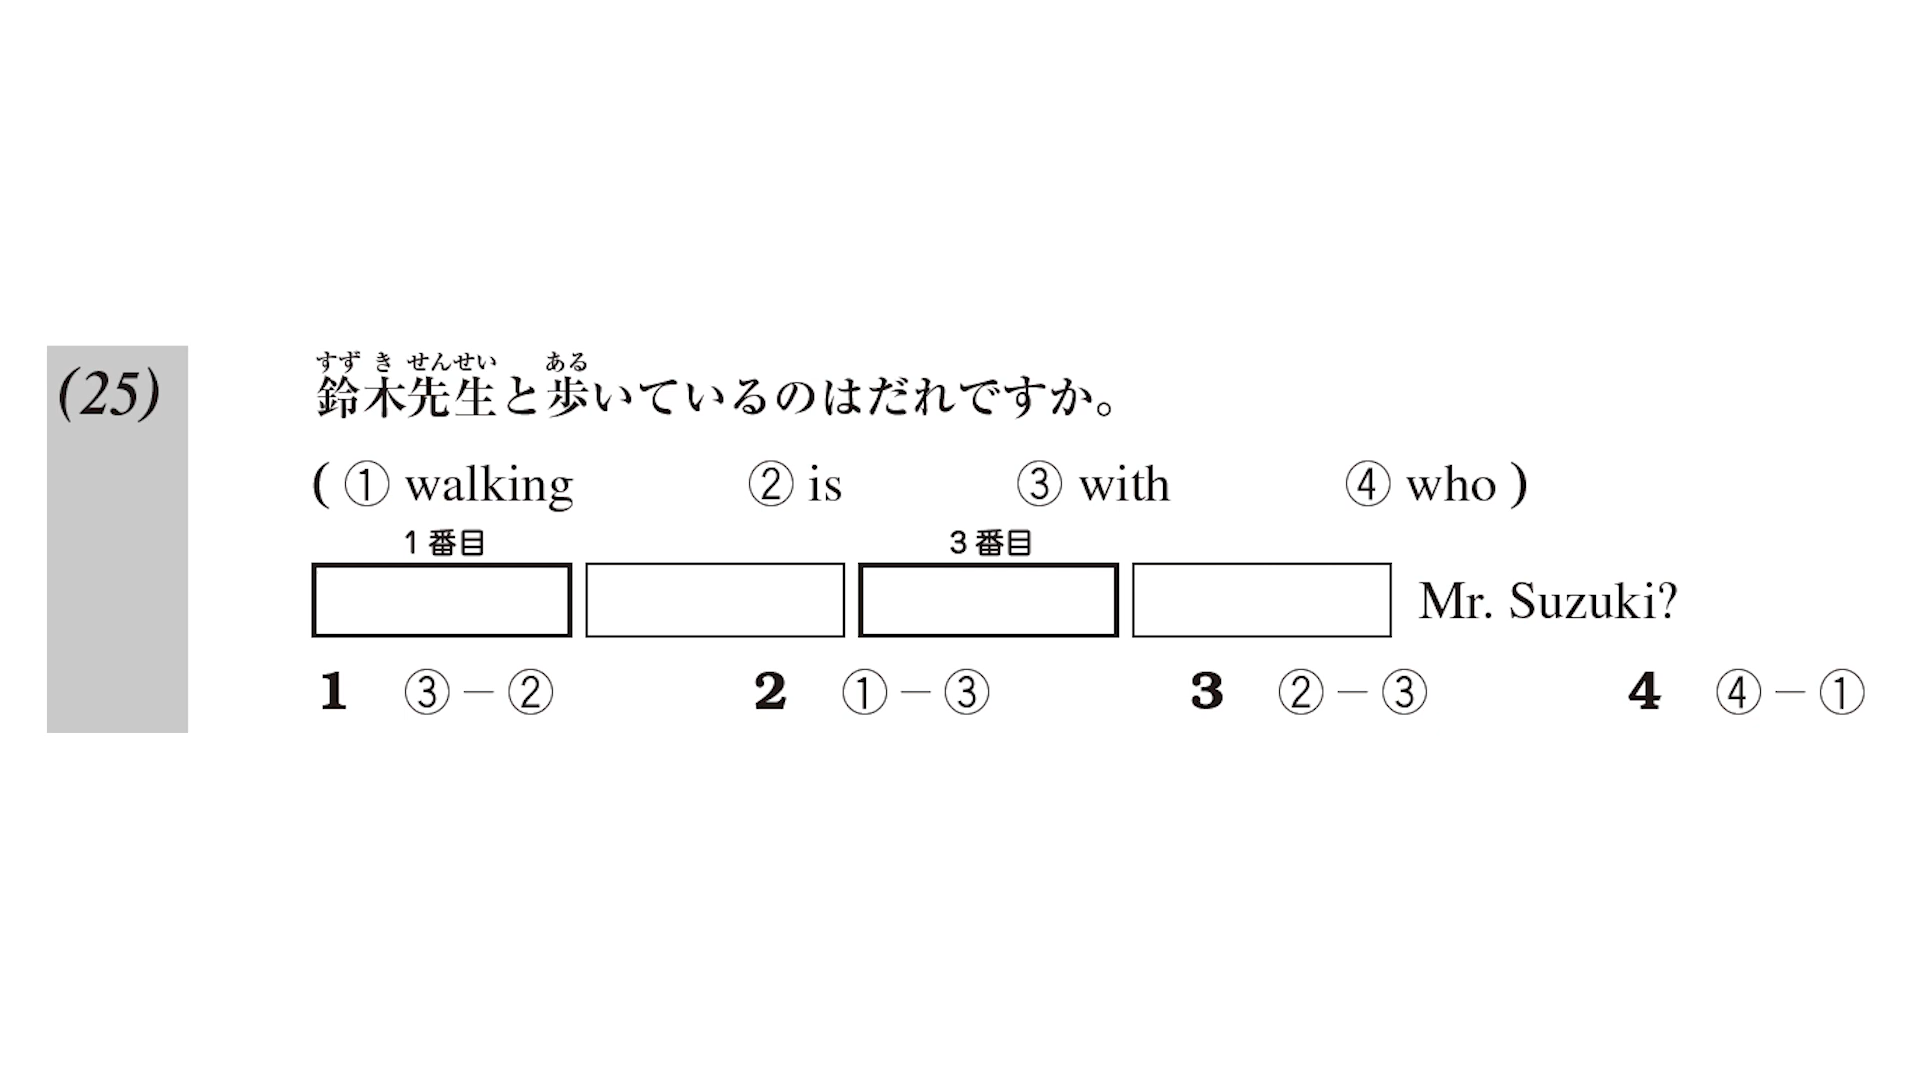 (25)
すずきせんせい ある
鈴木先生と歩いているのはだれですか。
( ① walking ② is ③ with ④ who )
1番目 3番目
Mr. Suzuki?
1 ③－② 2 ①－③ 3 ②－③ 4 ④－①